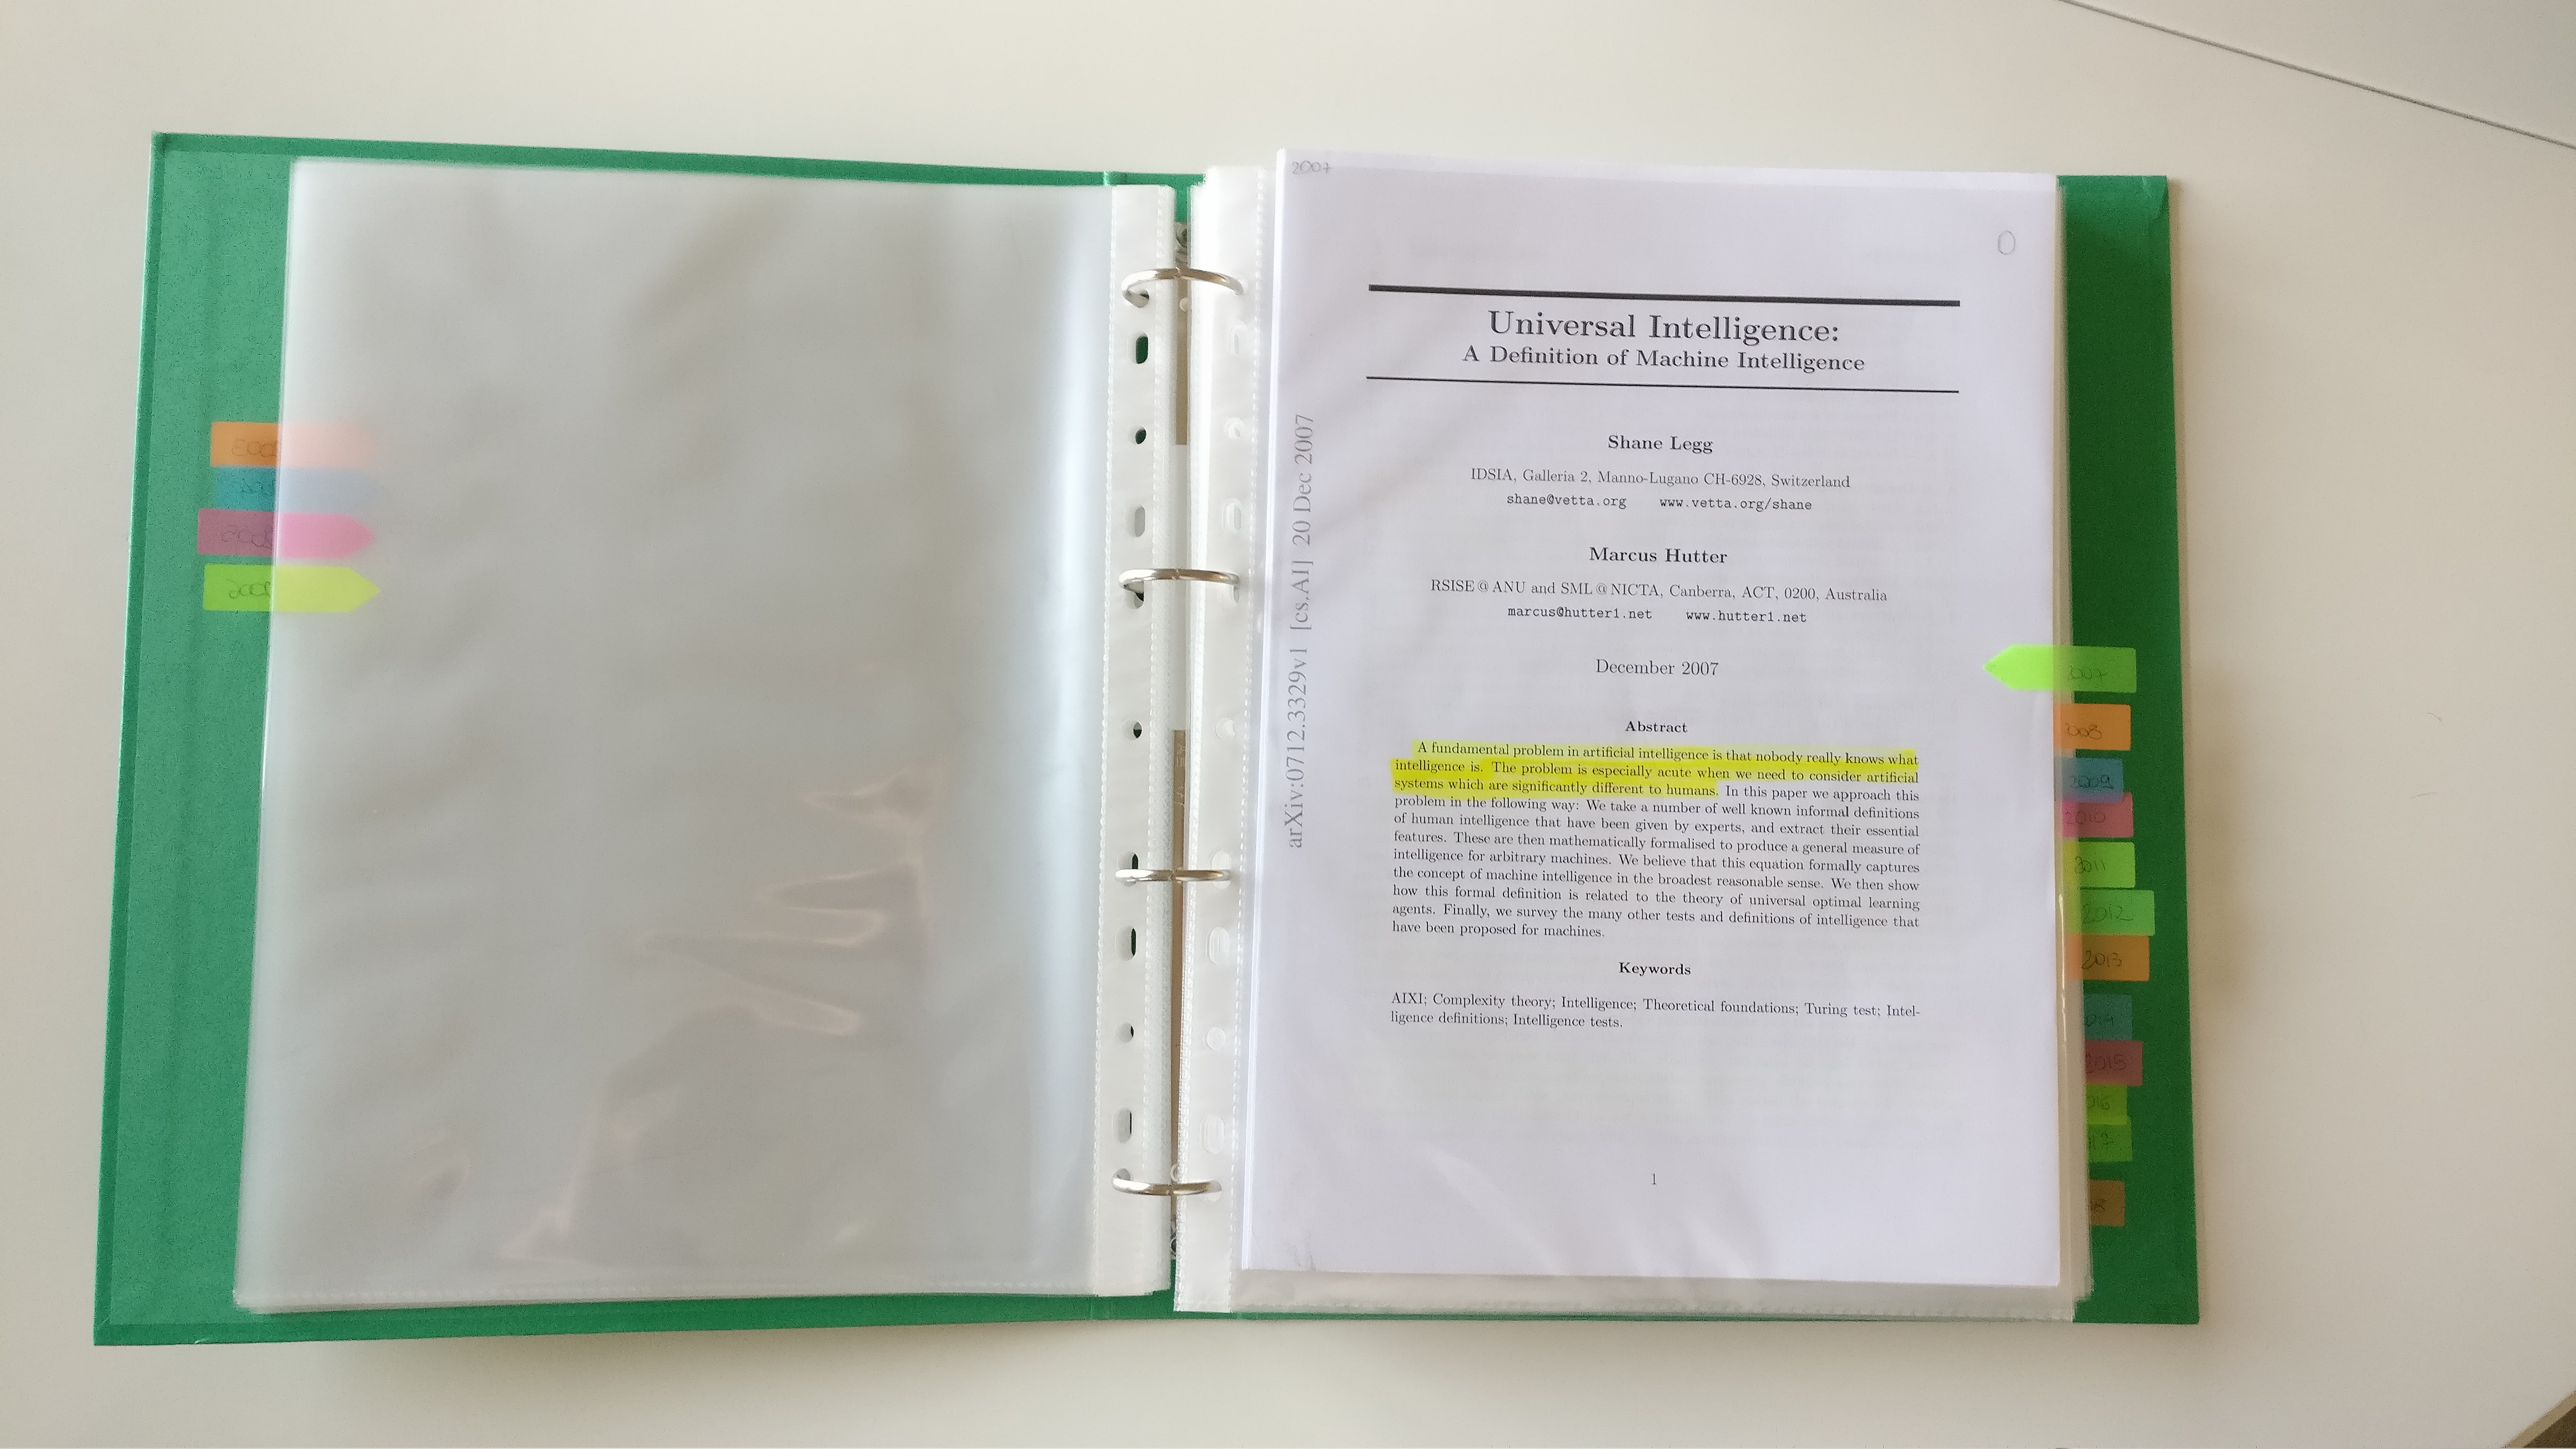 2007
0
Universal Intelligence:
A Definition of Machine Intelligence
Shane Legg
IDSIA, Galleria 2, Manno-Lugano CH-6928, Switzerland
shane@vetta.org www.vetta.org/shane
Marcus Hutter
RSISE@ANU and SML@NICTA, Canberra, ACT, 0200, Australia
marcus@hutter1.net www.hutter1.net
December 2007
Abstract
A fundamental problem in artificial intelligence is that nobody really knows what
intelligence is. The problem is especially acute when we need to consider artificial
systems which are significantly different to humans. In this paper we approach this
problem in the following way: We take a number of well known informal definitions
of human intelligence that have been given by experts, and extract their essential
features. These are then mathematically formalised to produce a general measure of
intelligence for arbitrary machines. We believe that this equation formally captures
the concept of machine intelligence in the broadest reasonable sense. We then show
how this formal definition is related to the theory of universal optimal learning
agents. Finally, we survey the many other tests and definitions of intelligence that
have been proposed for machines.
Keywords
AIXI; Complexity theory; Intelligence; Theoretical foundations; Turing test; Intel-
ligence definitions; Intelligence tests.
1
arXiv:0712.3329v1 [cs.AI] 20 Dec 2007
2007
008
2009
2010
2011
2012
2013
014
2015
016